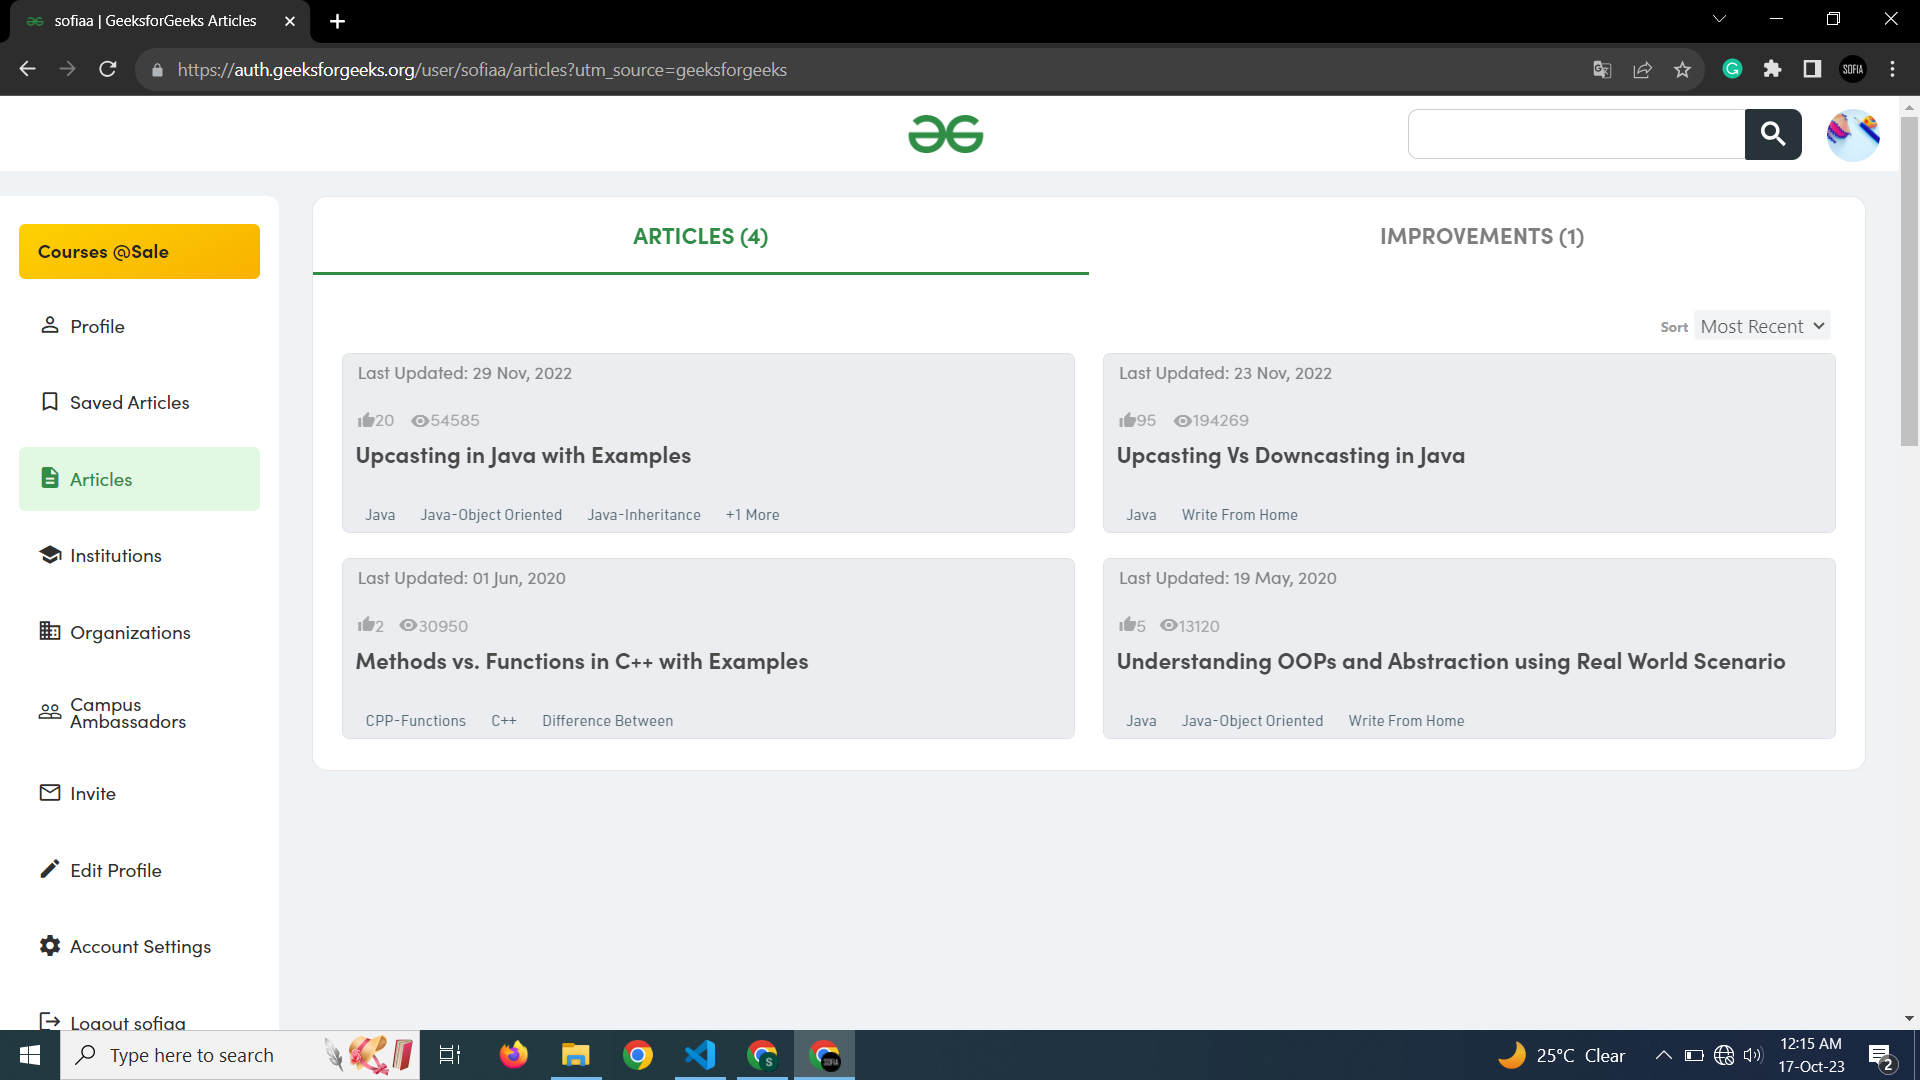 sofiaa | GeeksforGeeks Articles
https://auth.geeksforgeeks.org/user/sofiaa/articles?utm_source=geeksforgeeks
SOFIA
Courses @Sale
Profile
Saved Articles
Articles
Institutions
Organizations
Campus
Ambassadors
Invite
Edit Profile
Account Settings
Logout sofiaa
ARTICLES (4)
IMPROVEMENTS (1)
Sort Most Recent
Last Updated: 29 Nov, 2022
20 54585
Upcasting in Java with Examples
Java Java-Object Oriented Java-Inheritance +1 More
Last Updated: 23 Nov, 2022
95 194269
Upcasting Vs Downcasting in Java
Java Write From Home
Last Updated: 01 Jun, 2020
2 30950
Methods vs. Functions in C++ with Examples
CPP-Functions C++ Difference Between
Last Updated: 19 May, 2020
5 13120
Understanding OOPs and Abstraction using Real World Scenario
Java Java-Object Oriented Write From Home
Type here to search
S
SOFIA
25°C Clear
12:15 AM
17-Oct-23
2